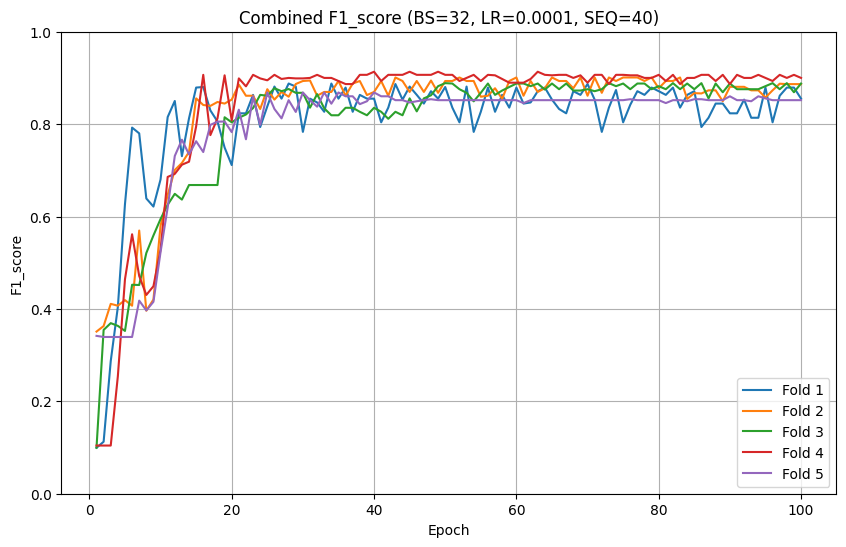 Combined F1_score (BS=32, LR=0.0001, SEQ=40)
F1_score
1.0
0.8
0.6
0.4
0.2
0.0
0 20 40 60 80 100
Epoch
Fold 1
Fold 2
Fold 3
Fold 4
Fold 5